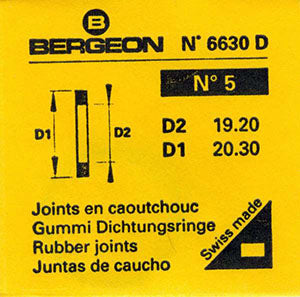 B
BERGEON N° 6630 D
N° 5
D1 D2
D2 19.20
D1 20.30
Joints en caoutchouc
Gummi Dichtungsringe
Rubber joints
Juntas de caucho
Swiss made